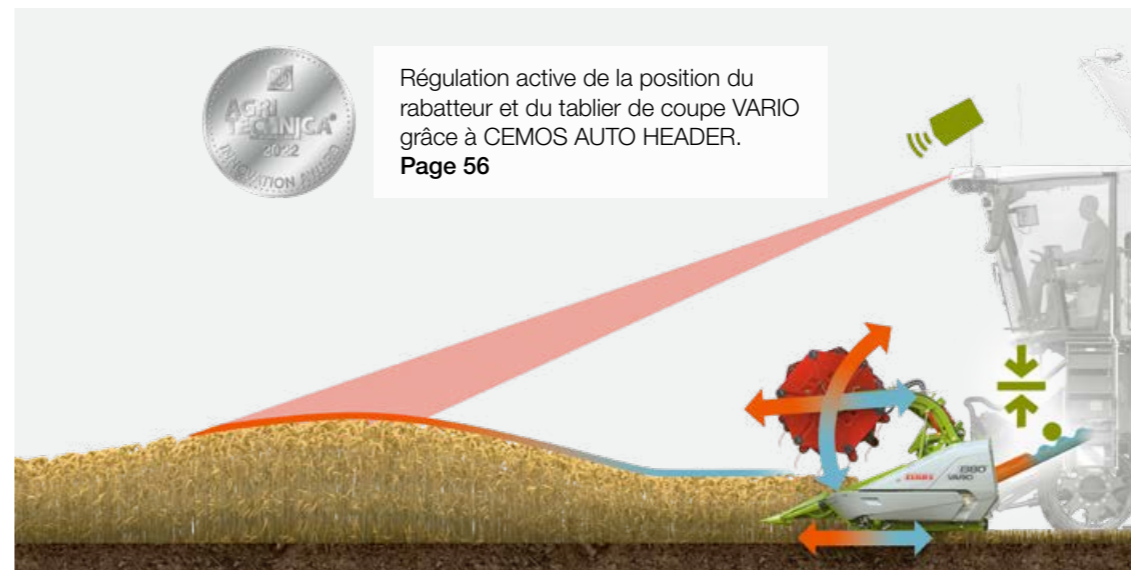 AGRI
TECHNICA
2022
INNOVATION AWARD
Régulation active de la position du
rabatteur et du tablier de coupe VARIO
grâce à CEMOS AUTO HEADER.
Page 56
CLAAS
VARIO